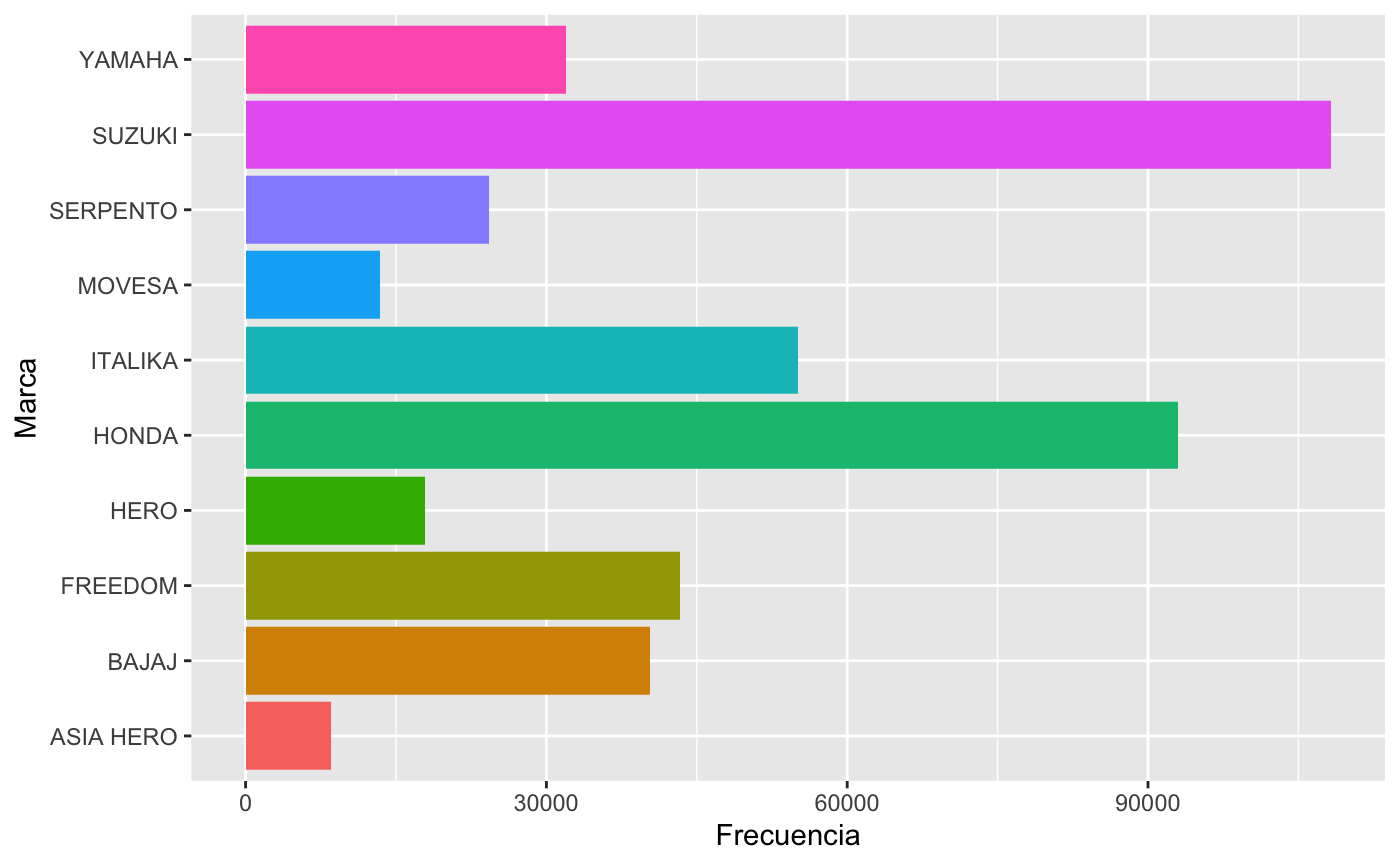 YAMAHA
SUZUKI
SERPENTO
MOVESA
ITALIKA
HONDA
HERO
FREEDOM
BAJAJ
ASIA HERO
Marca
0 30000 60000 90000
Frecuencia